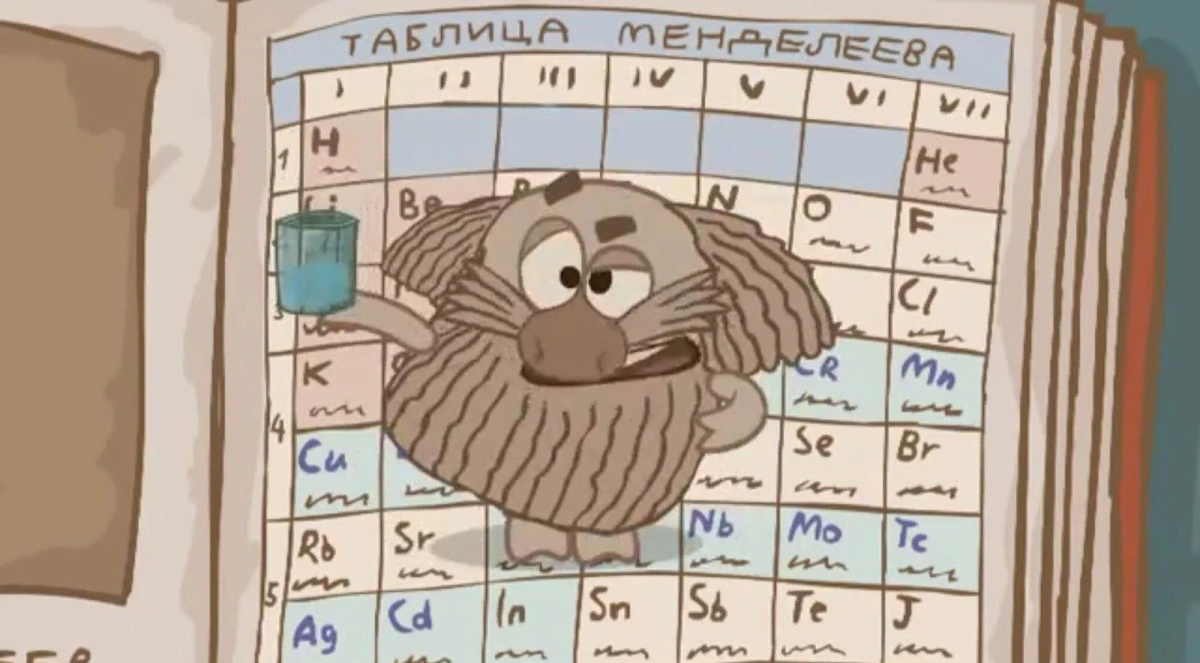 ТАБЛИЦА МЕНДЕЛЕЕВА
I II III IV V VI VII
1 H He
Be N O F
3 Cl
4 K CR Mn
Cu Se Br
5 Rb Sr Nb Mo Tc
Ag Cd In Sn Sb Te J